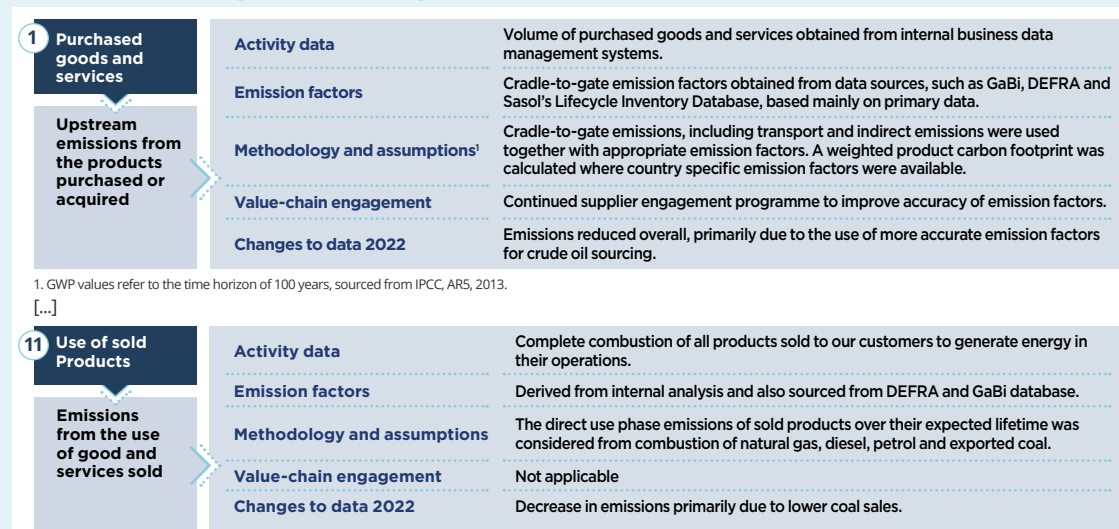 1
Purchased
goods and
services
Upstream
emissions from
the products
purchased or
acquired
Activity data
Volume of purchased goods and services obtained from internal business data
management systems.
Emission factors
Cradle-to-gate emission factors obtained from data sources, such as GaBi, DEFRA and
Sasol's Lifecycle Inventory Database, based mainly on primary data.
Methodology and assumptions¹
Cradle-to-gate emissions, including transport and indirect emissions were used
together with appropriate emission factors. A weighted product carbon footprint was
calculated where country specific emission factors were available.
Value-chain engagement
Continued supplier engagement programme to improve accuracy of emission factors.
Changes to data 2022
Emissions reduced overall, primarily due to the use of more accurate emission factors
for crude oil sourcing.
1. GWP values refer to the time horizon of 100 years, sourced from IPCC, AR5, 2013.
[...]
11
Use of sold
Products
Emissions
from the use
of good and
services sold
Activity data
Complete combustion of all products sold to our customers to generate energy in
their operations.
Emission factors
Derived from internal analysis and also sourced from DEFRA and GaBi database.
Methodology and assumptions
The direct use phase emissions of sold products over their expected lifetime was
considered from combustion of natural gas, diesel, petrol and exported coal.
Value-chain engagement
Not applicable
Changes to data 2022
Decrease in emissions primarily due to lower coal sales.